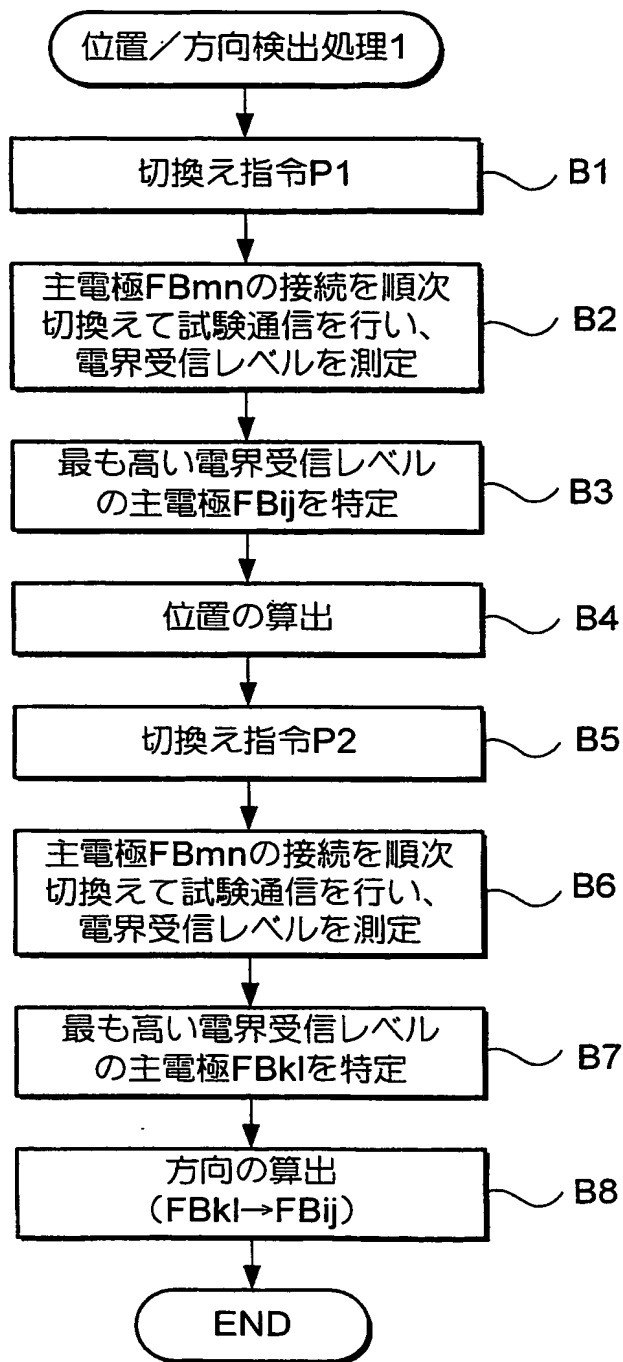 位置／方向検出処理1
切換え指令P1
B1
主電極FBmnの接続を順次
切換えて試験通信を行い、
電界受信レベルを測定
B2
最も高い電界受信レベル
の主電極FBijを特定
B3
位置の算出
B4
切換え指令P2
B5
主電極FBmnの接続を順次
切換えて試験通信を行い、
電界受信レベルを測定
B6
最も高い電界受信レベル
の主電極FBklを特定
B7
方向の算出
（FBkl→FBij）
B8
END